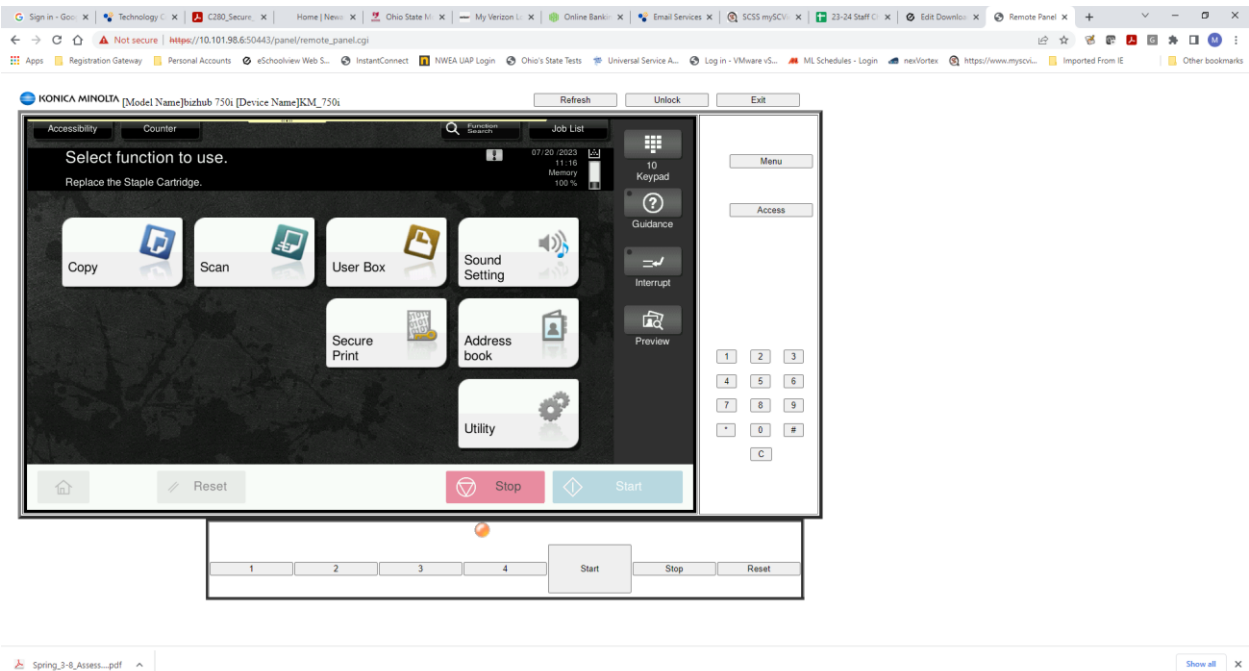 Sign in - Goo
Technology C
C280_Secure_
Home | Newa
Ohio State M
My Verizon Lo
Online Bankin
Email Services
SCSS mySCVi
23-24 Staff C
Edit Downloa
Remote Panel
Not secure | https://10.101.98.6:50443/panel/remote_panel.cgi
M
Apps
Registration Gateway
Personal Accounts
eSchoolview Web S...
InstantConnect
NWEA UAP Login
Ohio's State Tests
Universal Service A...
Log in - VMware vS...
ML Schedules - Login
nexVortex
https://www.myscvi...
Imported From IE
Other bookmarks
KONICA MINOLTA [Model Name]bizhub 750i [Device Name]KM_750i
Refresh
Unlock
Exit
Accessibility
Counter
Function
Search
Job List
Select function to use.
Replace the Staple Cartridge.
07/20 /2023
11:16
Memory
100 %
10
Keypad
Guidance
Interrupt
Preview
Copy
Scan
User Box
Sound
Setting
Secure
Print
Address
book
Utility
Reset
Stop
Start
Menu
Access
1 2 3
4 5 6
7 8 9
* 0 #
C
1 2 3 4 Start Stop Reset
Spring_3-8_Assess....pdf
Show all